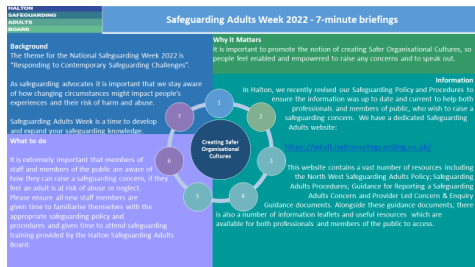 HALTON
SAFEGUARDING
ADULTS
BOARD
Safeguarding Adults Week 2022 - 7-minute briefings
Background
The theme for the National Safeguarding Week 2022 is
"Responding to Contemporary Safeguarding Challenges".
As safeguarding advocates it is important that we stay aware
of how changing circumstances might impact people's
experiences and their risk of harm and abuse.
Safeguarding Adults Week is a time to develop
and expand your safeguarding knowledge.
Why It Matters
It is important to promote the notion of creating Safer Organisational Cultures, so
people feel enabled and empowered to raise any concerns and to speak out.
Information
In Halton, we recently revised our Safeguarding Policy and Procedures to
ensure the information was up to date and current to help both
professionals and members of public, who wish to raise a
safeguarding concern. We have a dedicated Safeguarding
Adults website:
https://adult.haltonsafeguarding.co.uk/
This website contains a vast number of resources including
the North West Safeguarding Adults Policy; Safeguarding
Adults Procedures; Guidance for Reporting a Safeguarding
Adults Concern and Provider Led Concern & Enquiry
Guidance documents. Alongside these guidance documents, there
is also a number of information leaflets and useful resources which are
available for both professionals and members of the public to access.
What to do
It is extremely important that members of
staff and members of the public are aware of
how they can raise a safeguarding concern, if they
feel an adult is at risk of abuse or neglect.
Please ensure all new staff members are
given time to familiarise themselves with the
appropriate safeguarding policy and
procedures and given time to attend safeguarding
training provided by the Halton Safeguarding Adults
Board.
Creating Safer
Organisational
Cultures
1
2
3
4
5
6
7